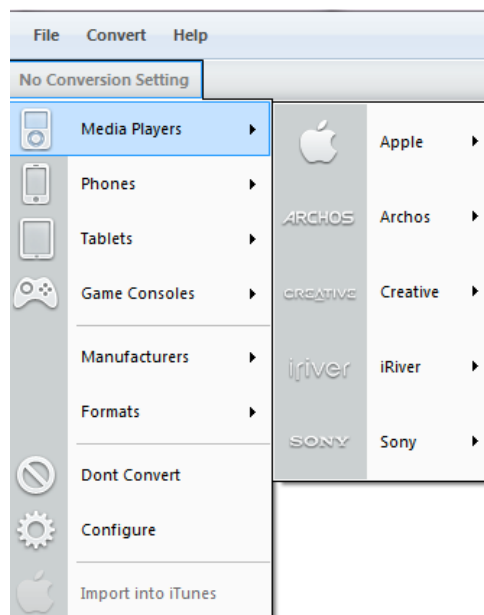 File Convert Help
No Conversion Setting
Media Players
Phones
Tablets
Game Consoles
Manufacturers
Formats
Dont Convert
Configure
Import into iTunes
Apple
ARCHOS Archos
CREATIVE Creative
iriver iRiver
SONY Sony